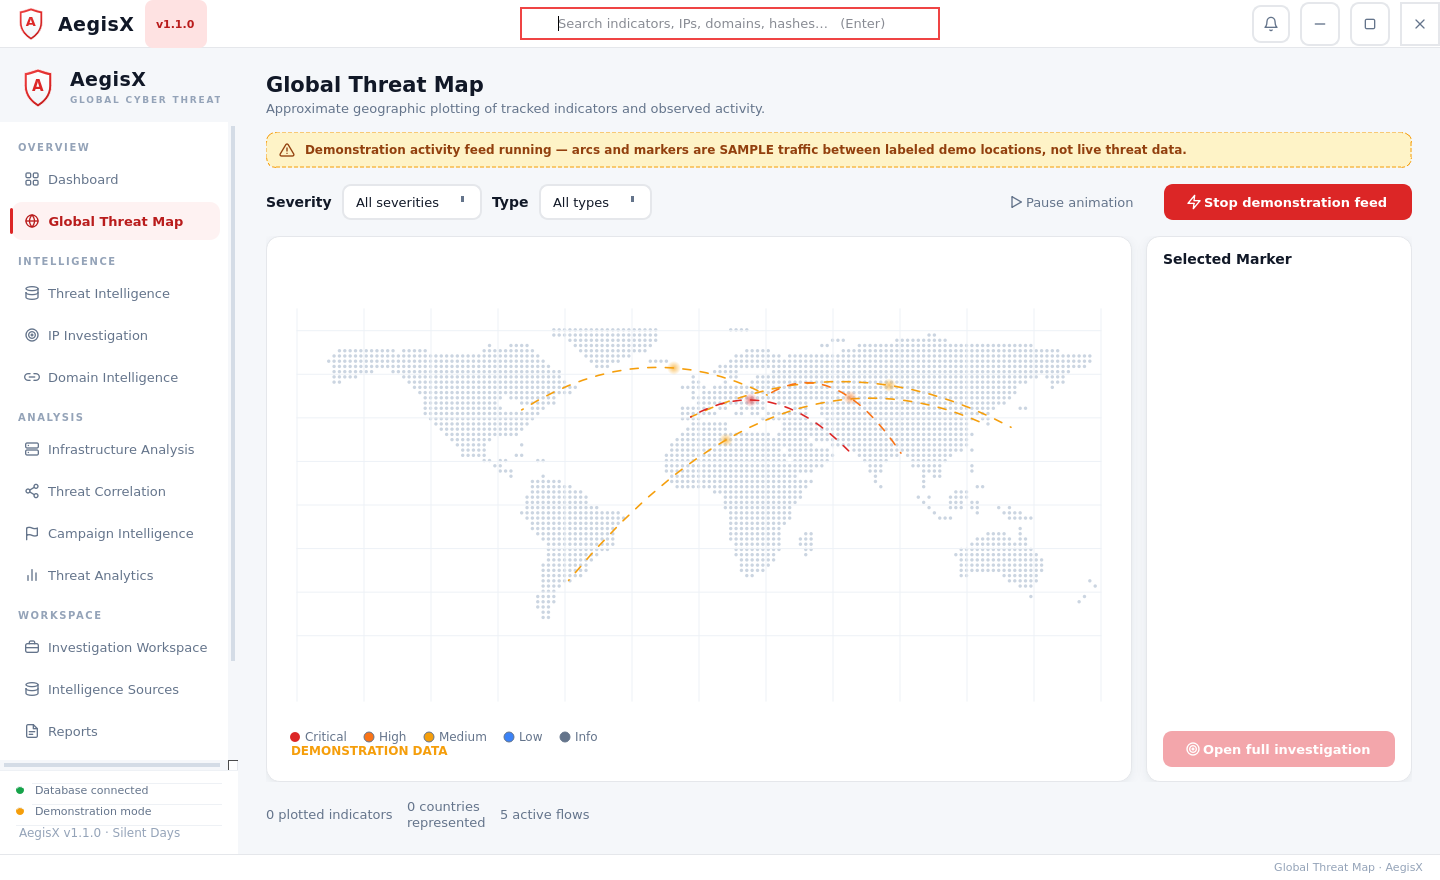 A
AegisX
v1.1.0
Search indicators, IPs, domains, hashes... (Enter)
A
AegisX
GLOBAL CYBER THREAT
OVERVIEW
Dashboard
Global Threat Map
INTELLIGENCE
Threat Intelligence
IP Investigation
Domain Intelligence
ANALYSIS
Infrastructure Analysis
Threat Correlation
Campaign Intelligence
Threat Analytics
WORKSPACE
Investigation Workspace
Intelligence Sources
Reports
Database connected
Demonstration mode
AegisX v1.1.0 · Silent Days
Global Threat Map
Approximate geographic plotting of tracked indicators and observed activity.
Demonstration activity feed running — arcs and markers are SAMPLE traffic between labeled demo locations, not live threat data.
Severity All severities Type All types Pause animation Stop demonstration feed
Critical High Medium Low Info
DEMONSTRATION DATA
Selected Marker
Open full investigation
0 plotted indicators
0 countries
represented
5 active flows
Global Threat Map · AegisX